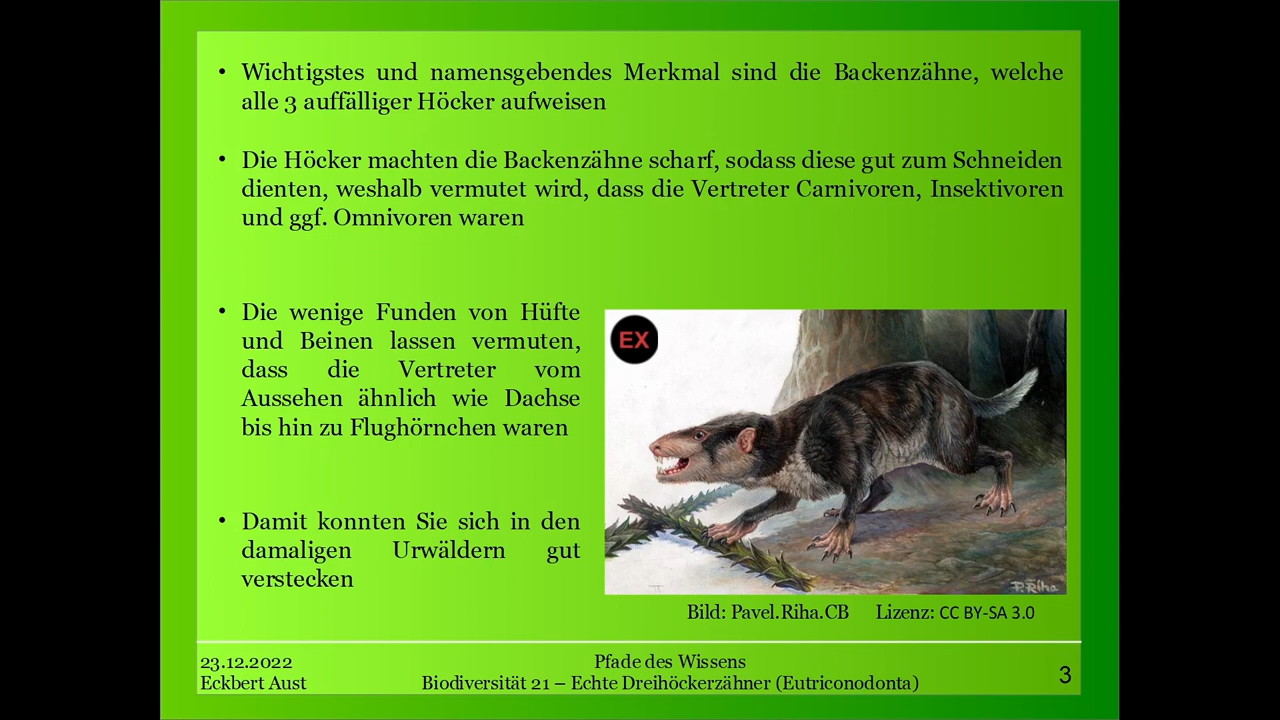 • Wichtigstes und namensgebendes Merkmal sind die Backenzähne, welche
alle 3 auffälliger Höcker aufweisen
• Die Höcker machten die Backenzähne scharf, sodass diese gut zum Schneiden
dienten, weshalb vermutet wird, dass die Vertreter Carnivoren, Insektivoren
und ggf. Omnivoren waren
• Die wenige Funden von Hüfte
und Beinen lassen vermuten,
dass die Vertreter vom
Aussehen ähnlich wie Dachse
bis hin zu Flughörnchen waren
• Damit konnten Sie sich in den
damaligen Urwäldern gut
verstecken
EX
P. Řiha
Bild: Pavel.Riha.CB Lizenz: CC BY-SA 3.0
23.12.2022
Eckbert Aust
Pfade des Wissens
Biodiversität 21 – Echte Dreihöckerzähner (Eutriconodonta)
3